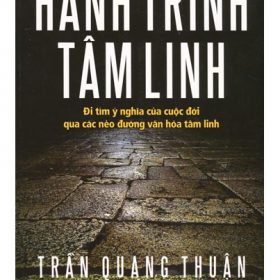 HÀNH TRÌNH
TÂM LINH
Đi tìm ý nghĩa của cuộc đời
qua các nẻo đường văn hóa tâm linh
TRẦN QUANG THUẬN